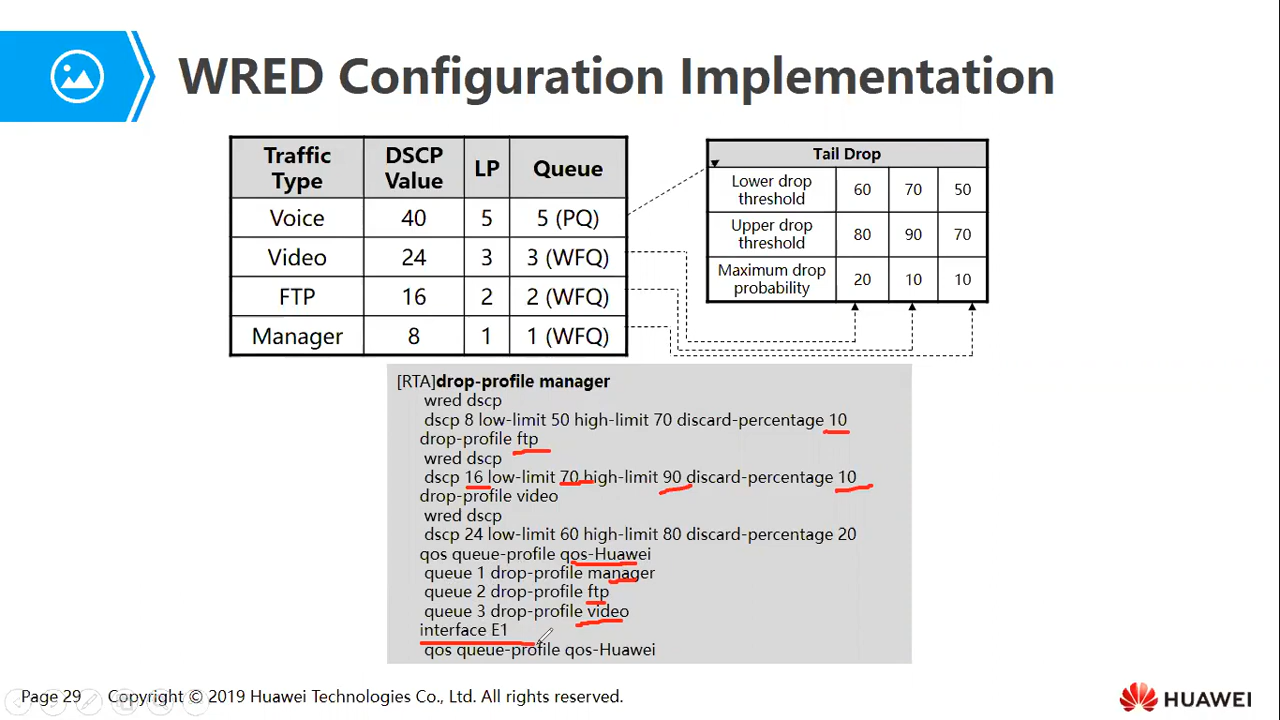 WRED Configuration Implementation
Traffic Type DSCP Value LP Queue
Voice 40 5 5 (PQ)
Video 24 3 3 (WFQ)
FTP 16 2 2 (WFQ)
Manager 8 1 1 (WFQ)
Tail Drop
Lower drop threshold 60 70 50
Upper drop threshold 80 90 70
Maximum drop probability 20 10 10
[RTA]drop-profile manager
wred dscp
dscp 8 low-limit 50 high-limit 70 discard-percentage 10
drop-profile ftp
wred dscp
dscp 16 low-limit 70 high-limit 90 discard-percentage 10
drop-profile video
wred dscp
dscp 24 low-limit 60 high-limit 80 discard-percentage 20
qos queue-profile qos-Huawei
queue 1 drop-profile manager
queue 2 drop-profile ftp
queue 3 drop-profile video
interface E1
qos queue-profile qos-Huawei
Page 29 Copyright © 2019 Huawei Technologies Co., Ltd. All rights reserved.
HUAWEI